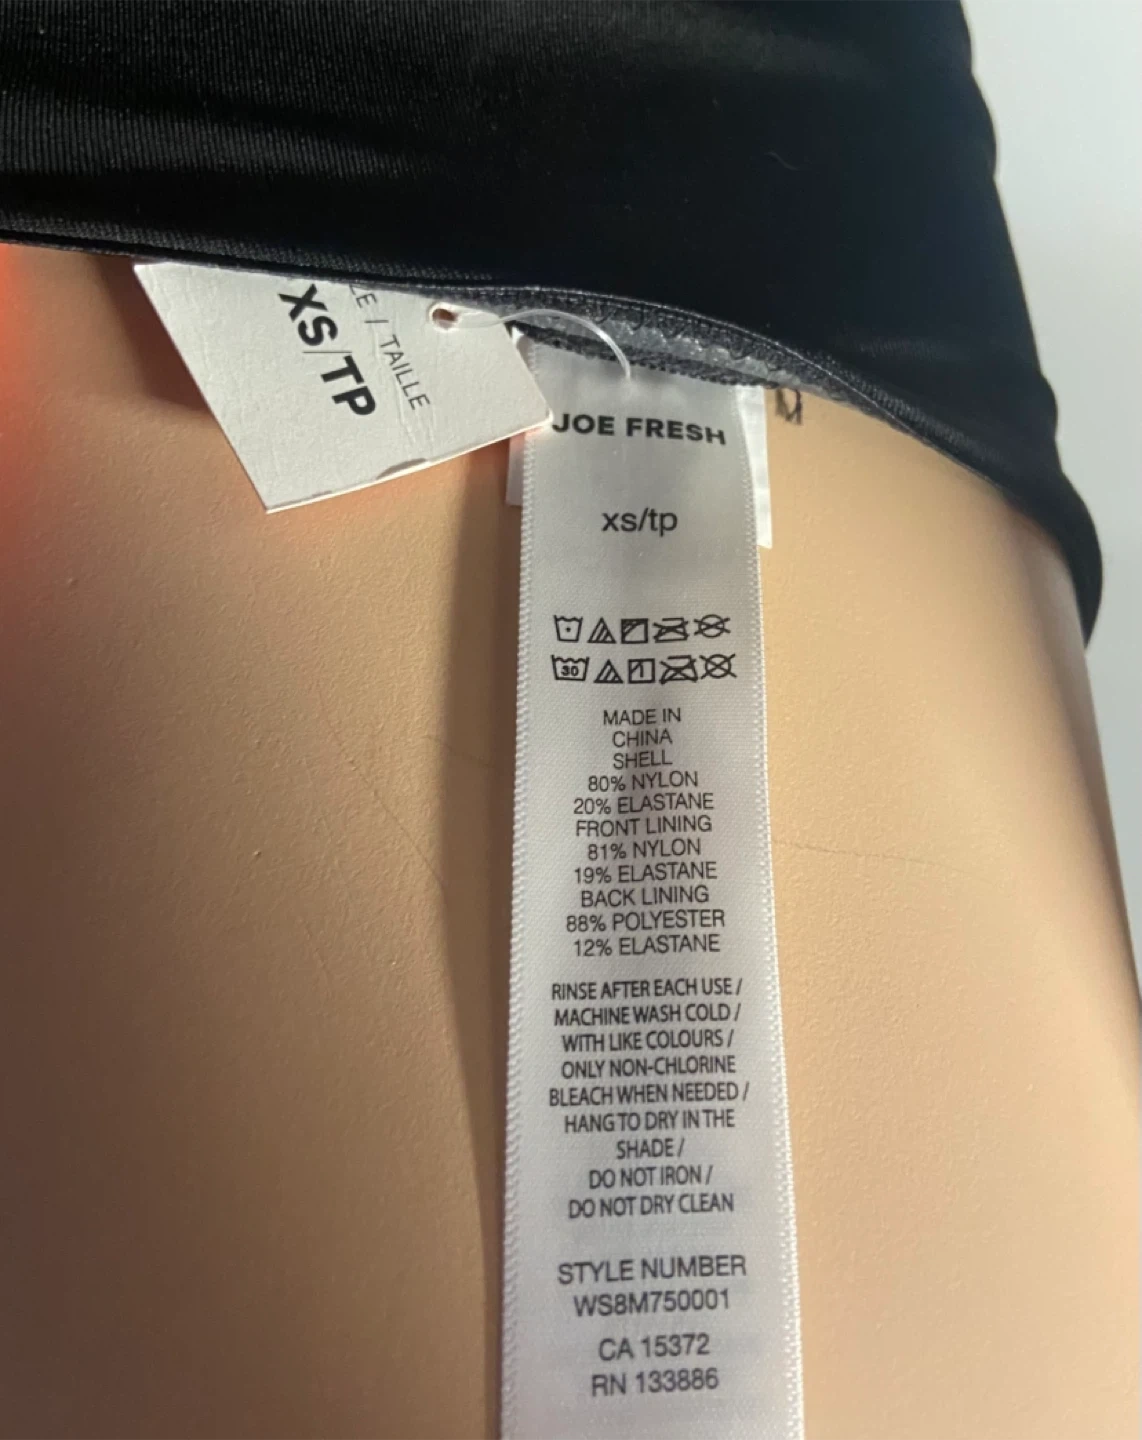 LE / TAILLE
XS/TP
JOE FRESH
xs/tp
30
MADE IN
CHINA
SHELL
80% NYLON
20% ELASTANE
FRONT LINING
81% NYLON
19% ELASTANE
BACK LINING
88% POLYESTER
12% ELASTANE
RINSE AFTER EACH USE /
MACHINE WASH COLD /
WITH LIKE COLOURS /
ONLY NON-CHLORINE
BLEACH WHEN NEEDED /
HANG TO DRY IN THE
SHADE /
DO NOT IRON /
DO NOT DRY CLEAN
STYLE NUMBER
WS8M750001
CA 15372
RN 133886